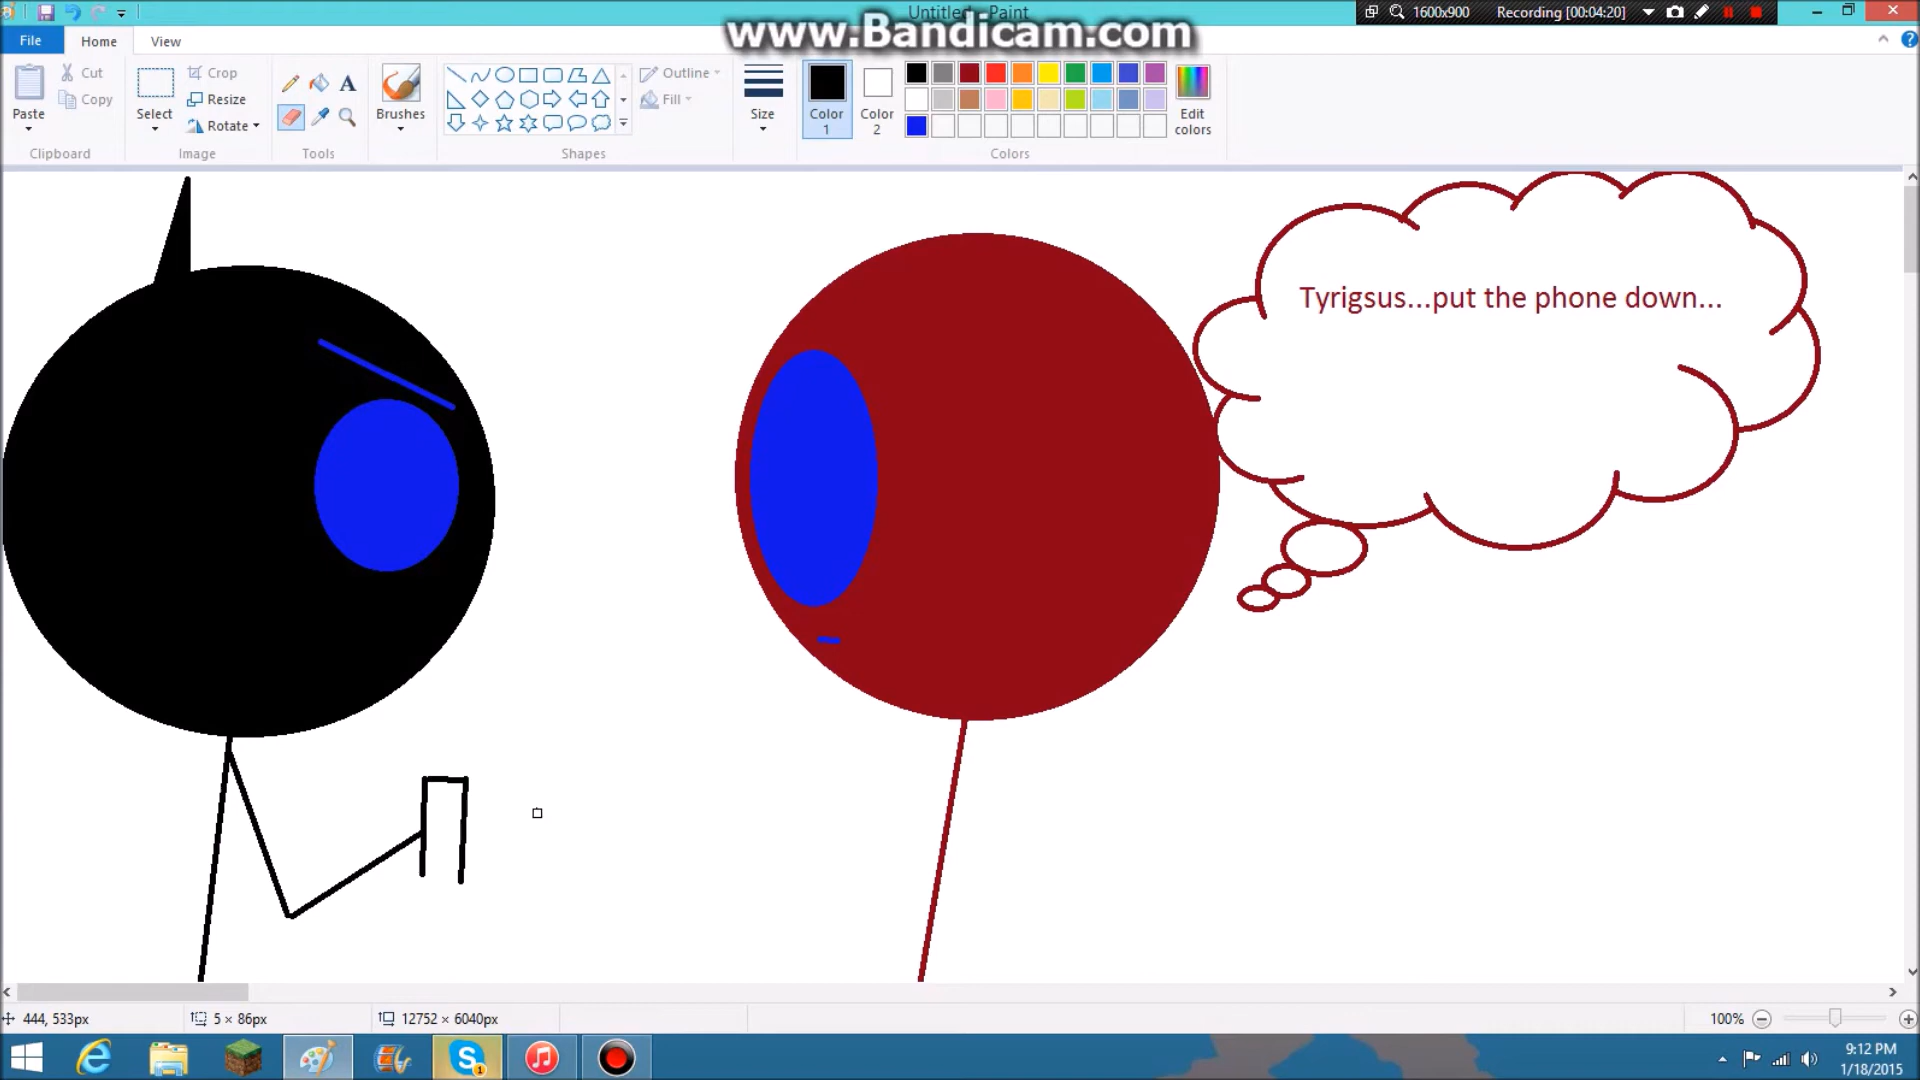 Untitled - Paint
1600x900
Recording [00:04:20]
www.Bandicam.com
File
Home
View
Paste
Cut
Copy
Clipboard
Select
Crop
Resize
Rotate
Image
A
Tools
Brushes
Outline
Fill
Shapes
Size
Color 1
Color 2
Edit colors
Colors
Tyrigsus...put the phone down...
444, 533px
5 × 86px
12752 × 6040px
100%
9:12 PM
1/18/2015